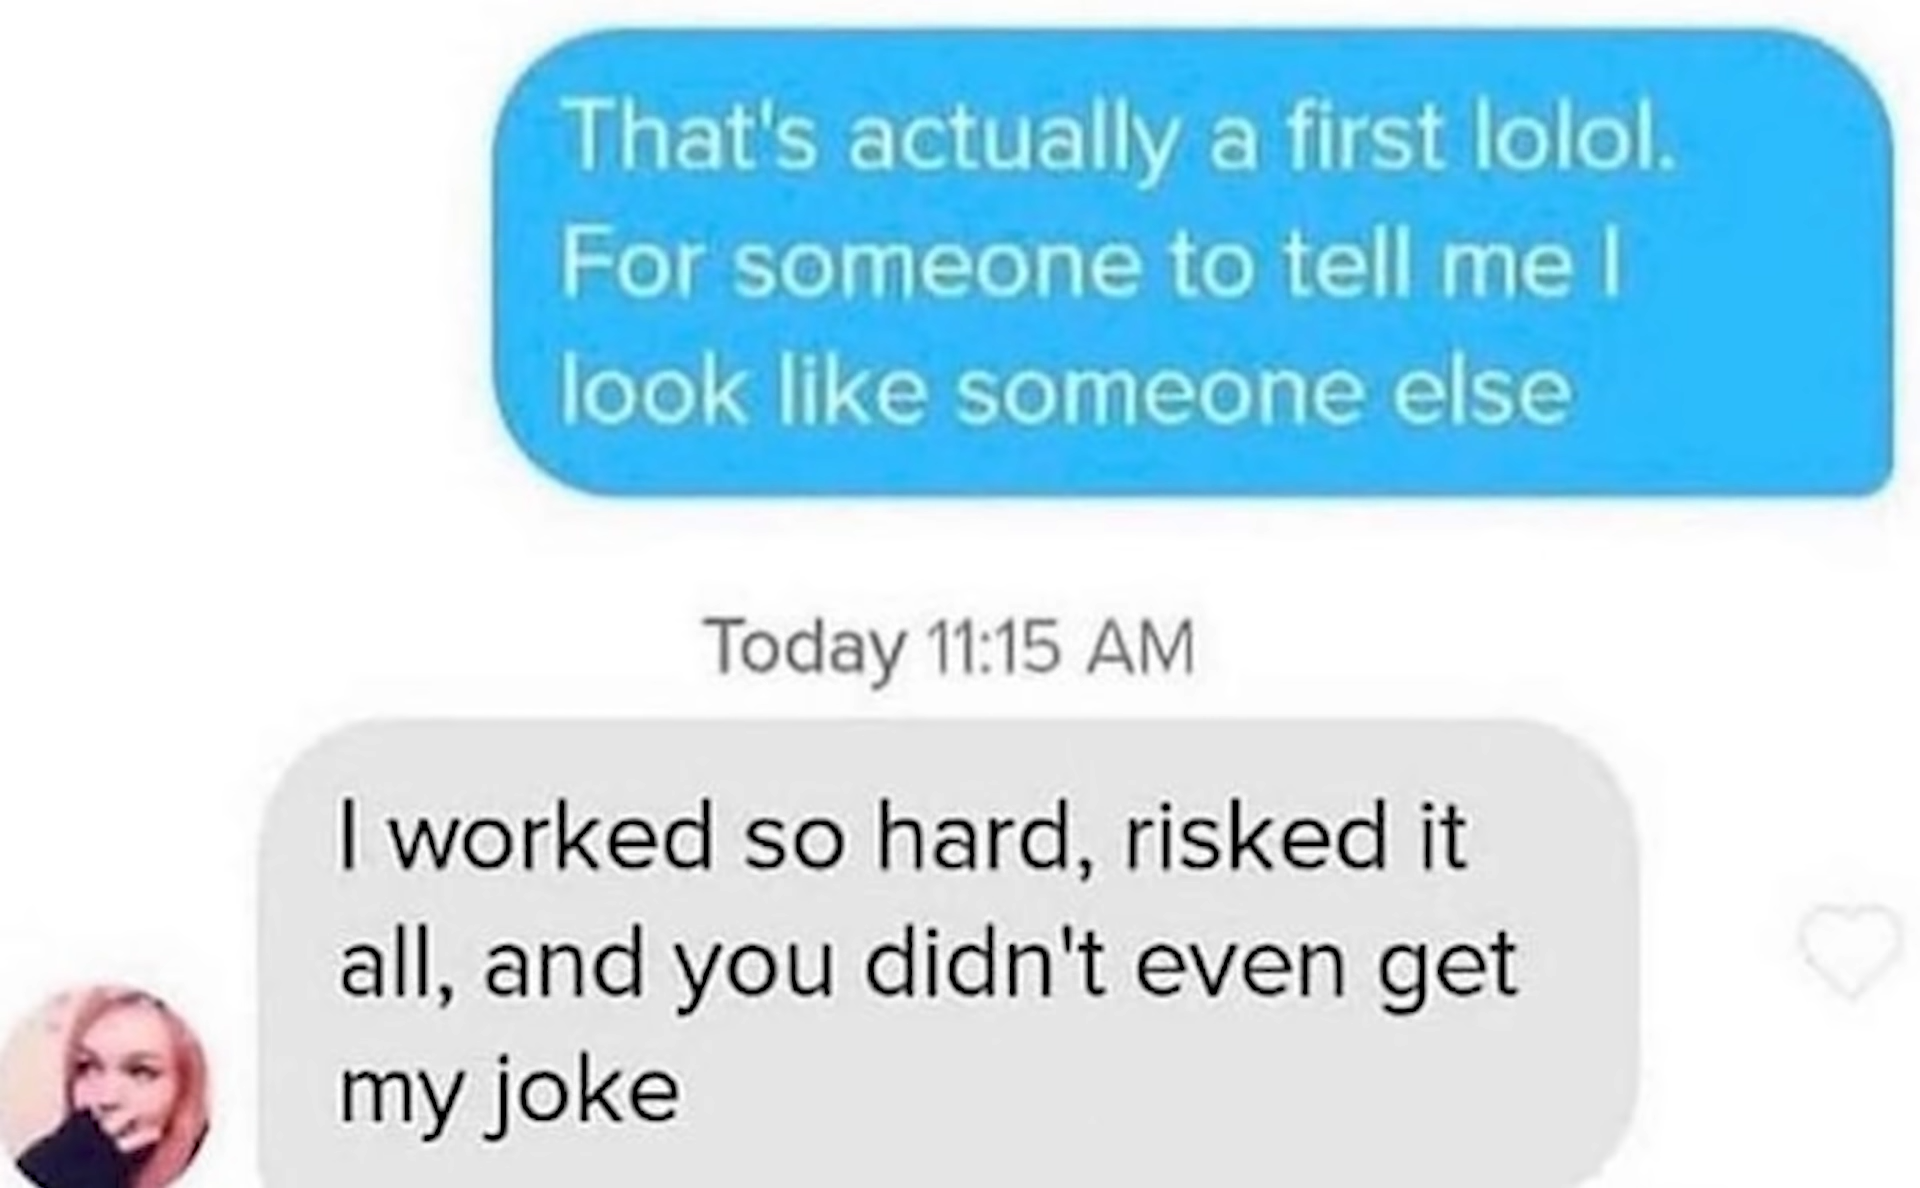 That's actually a first lolol.
For someone to tell me I
look like someone else
Today 11:15 AM
I worked so hard, risked it
all, and you didn't even get
my joke